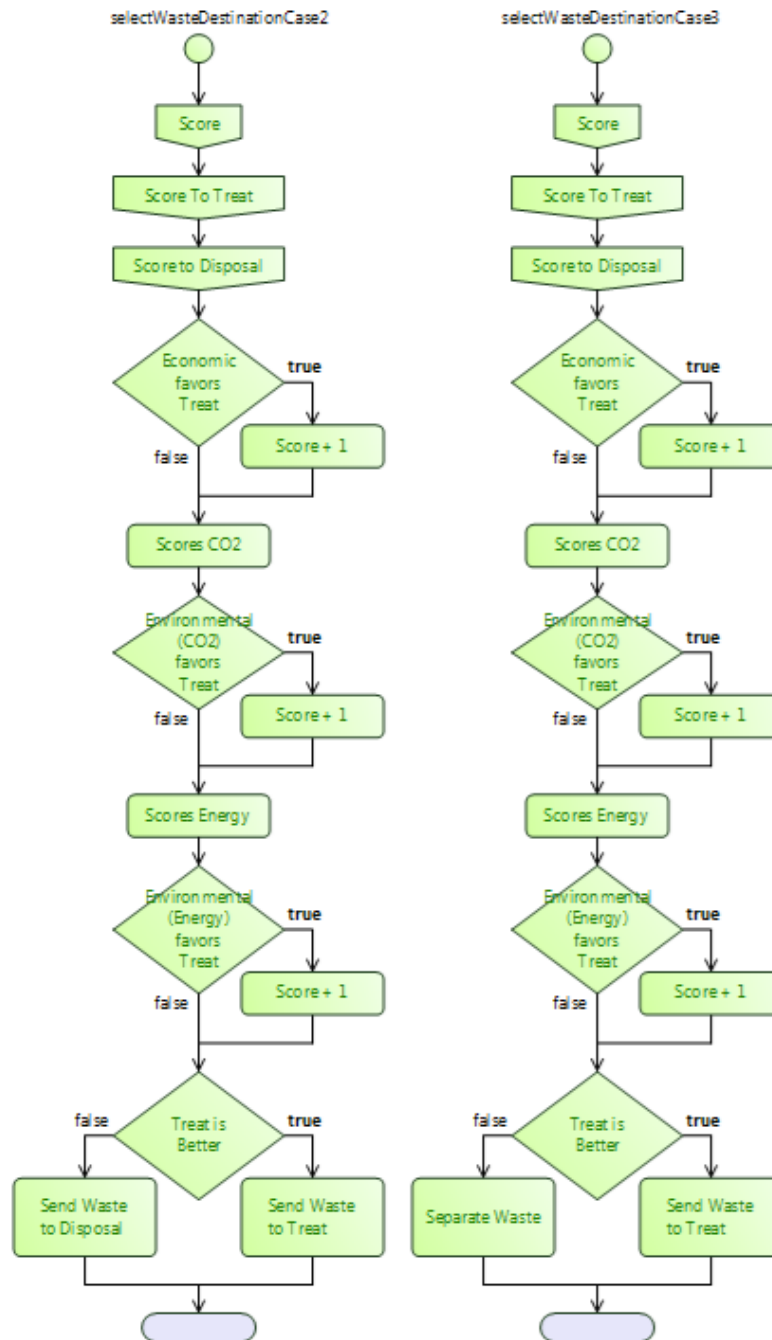 selectWasteDestinationCase2
Score
Score To Treat
Score to Disposal
Economic
favors
Treat
true
false
Score + 1
Scores CO2
Environmental
(CO2)
favors
Treat
true
false
Score + 1
Scores Energy
Environmental
(Energy)
favors
Treat
true
false
Score + 1
Treat is
Better
false
true
Send Waste
to Disposal
Send Waste
to Treat
selectWasteDestinationCase3
Score
Score To Treat
Score to Disposal
Economic
favors
Treat
true
false
Score + 1
Scores CO2
Environmental
(CO2)
favors
Treat
true
false
Score + 1
Scores Energy
Environmental
(Energy)
favors
Treat
true
false
Score + 1
Treat is
Better
false
true
Separate Waste
Send Waste
to Treat